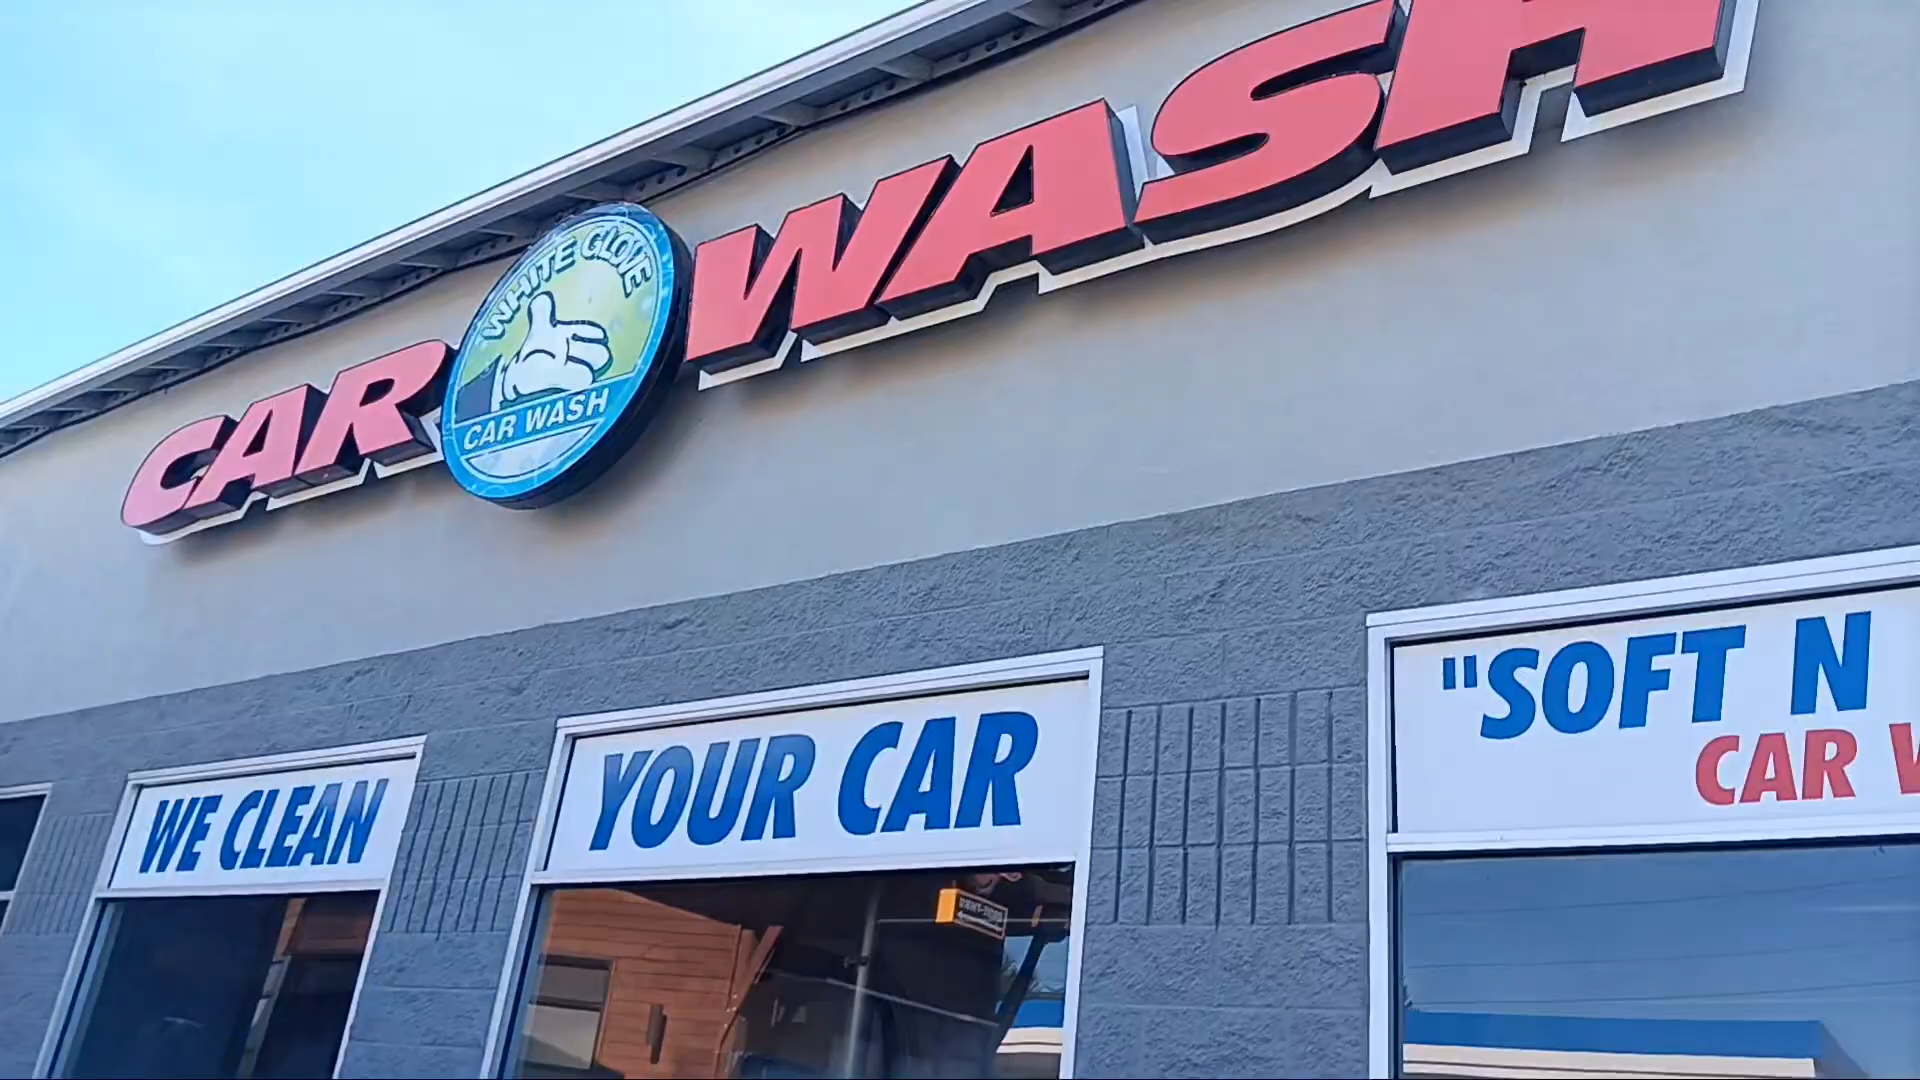 CAR WASH
WHITE GLOVE
CAR WASH
WE CLEAN
YOUR CAR
"SOFT N
CAR